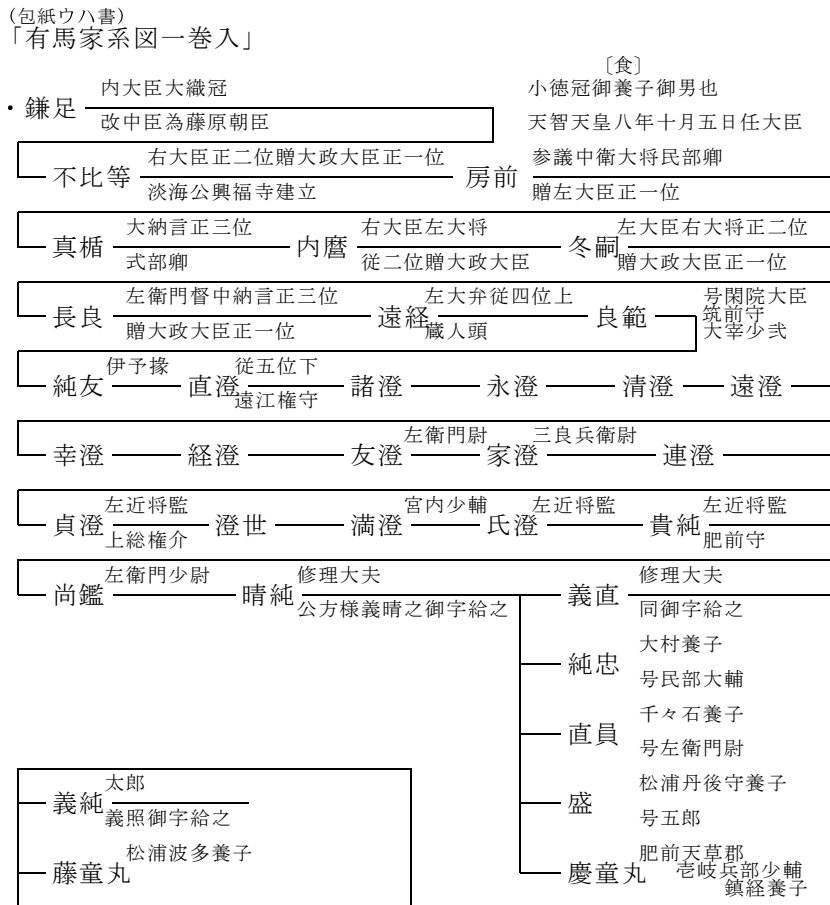 （包紙ウハ書）
「有馬家系図一巻入」
・鎌足
内大臣大織冠
改中臣為藤原朝臣
〔食〕
小徳冠御養子御男也
天智天皇八年十月五日任大臣
不比等
右大臣正二位贈大政大臣正一位
淡海公興福寺建立
房前
参議中衛大将民部卿
贈左大臣正一位
真楯
大納言正三位
式部卿
内麿
右大臣左大将
従二位贈大政大臣
冬嗣
左大臣右大将正二位
贈大政大臣正一位
長良
左衛門督中納言正三位
贈大政大臣正一位
遠経
左大弁従四位上
蔵人頭
良範
号閑院大臣
筑前守
大宰少弐
純友
伊予掾
直澄
従五位下
遠江権守
諸澄
永澄
清澄
遠澄
幸澄
経澄
友澄
左衛門尉
家澄
三良兵衛尉
連澄
貞澄
左近将監
上総権介
澄世
満澄
宮内少輔
氏澄
左近将監
貴純
左近将監
肥前守
尚鑑
左衛門少尉
晴純
修理大夫
公方様義晴之御字給之
義直
修理大夫
同御字給之
純忠
大村養子
号民部大輔
直員
千々石養子
号左衛門尉
盛
松浦丹後守養子
号五郎
慶童丸
肥前天草郡
壱岐兵部少輔
鎮経養子
義純
太郎
義照御字給之
藤童丸
松浦波多養子